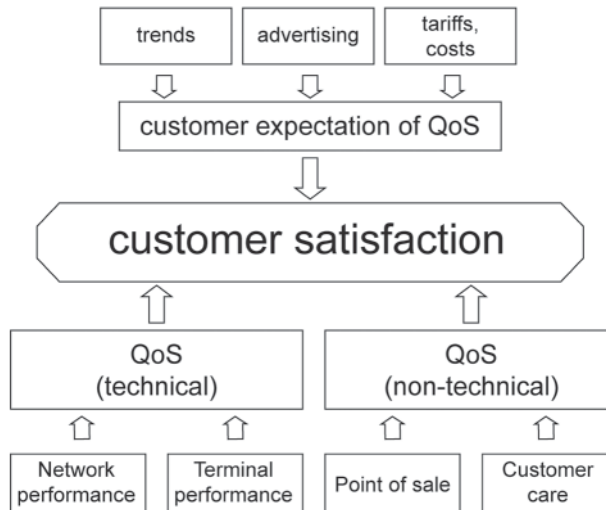 trends
advertising
tariffs,
costs
customer expectation of QoS
customer satisfaction
QoS
(technical)
QoS
(non-technical)
Network
performance
Terminal
performance
Point of sale
Customer
care